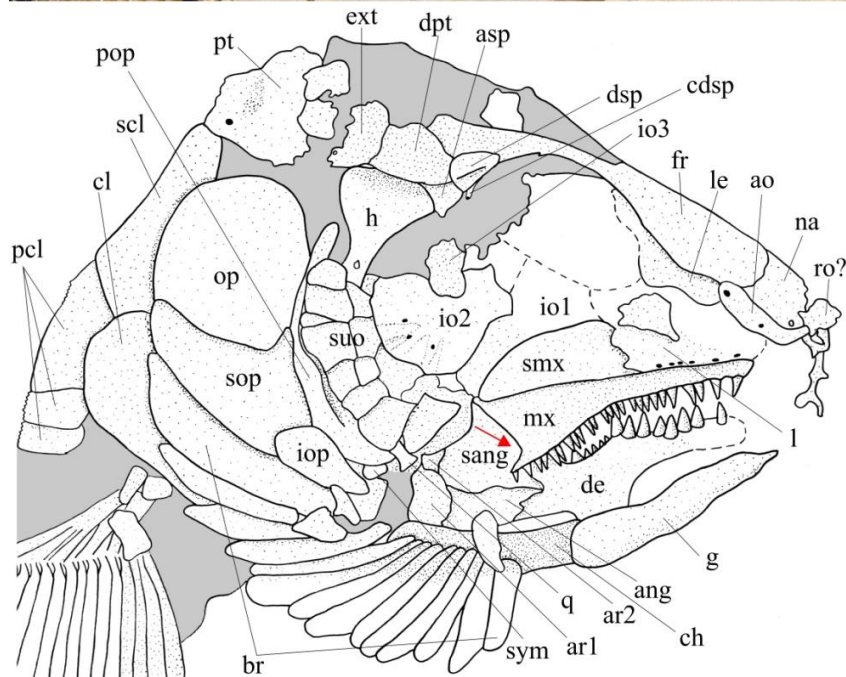 ext dpt asp
pt
pop
dsp cdsp
scl
io3
cl
fr le ao
h
na
pcl
ro?
op
io1
io2
suo
smx
sop
mx
l
iop
sang
de
g
ang
q
ar2
ch
br
sym ar1